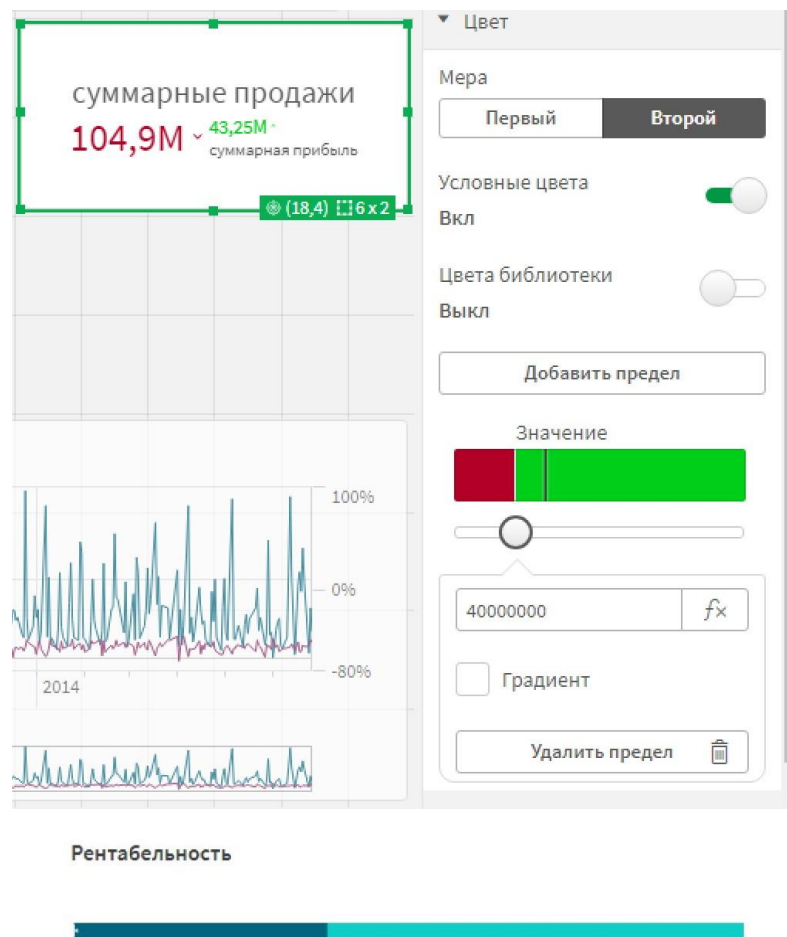 суммарные продажи
104,9M
43,25M
суммарная прибыль
(18,4) 6 x 2
100%
0%
-80%
2014
Цвет
Мера
Первый Второй
Условные цвета
Вкл
Цвета библиотеки
Выкл
Добавить предел
Значение
40000000 fx
Градиент
Удалить предел
Рентабельность